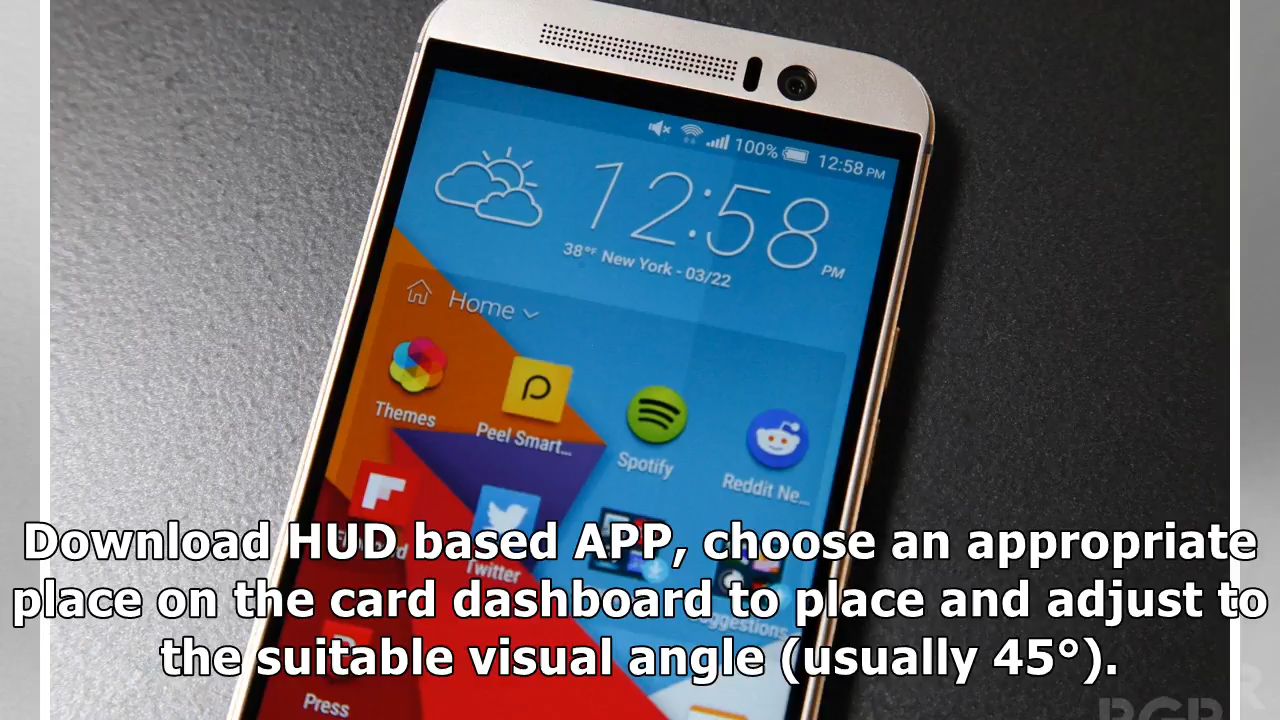 100% 12:58 PM
12:58 PM
38°F New York - 03/22
Home
Themes
Peel Smart...
Spotify
Reddit Ne...
Twitter
Suggestions
Download HUD based APP, choose an appropriate
place on the card dashboard to place and adjust to
the suitable visual angle (usually 45°).
Press